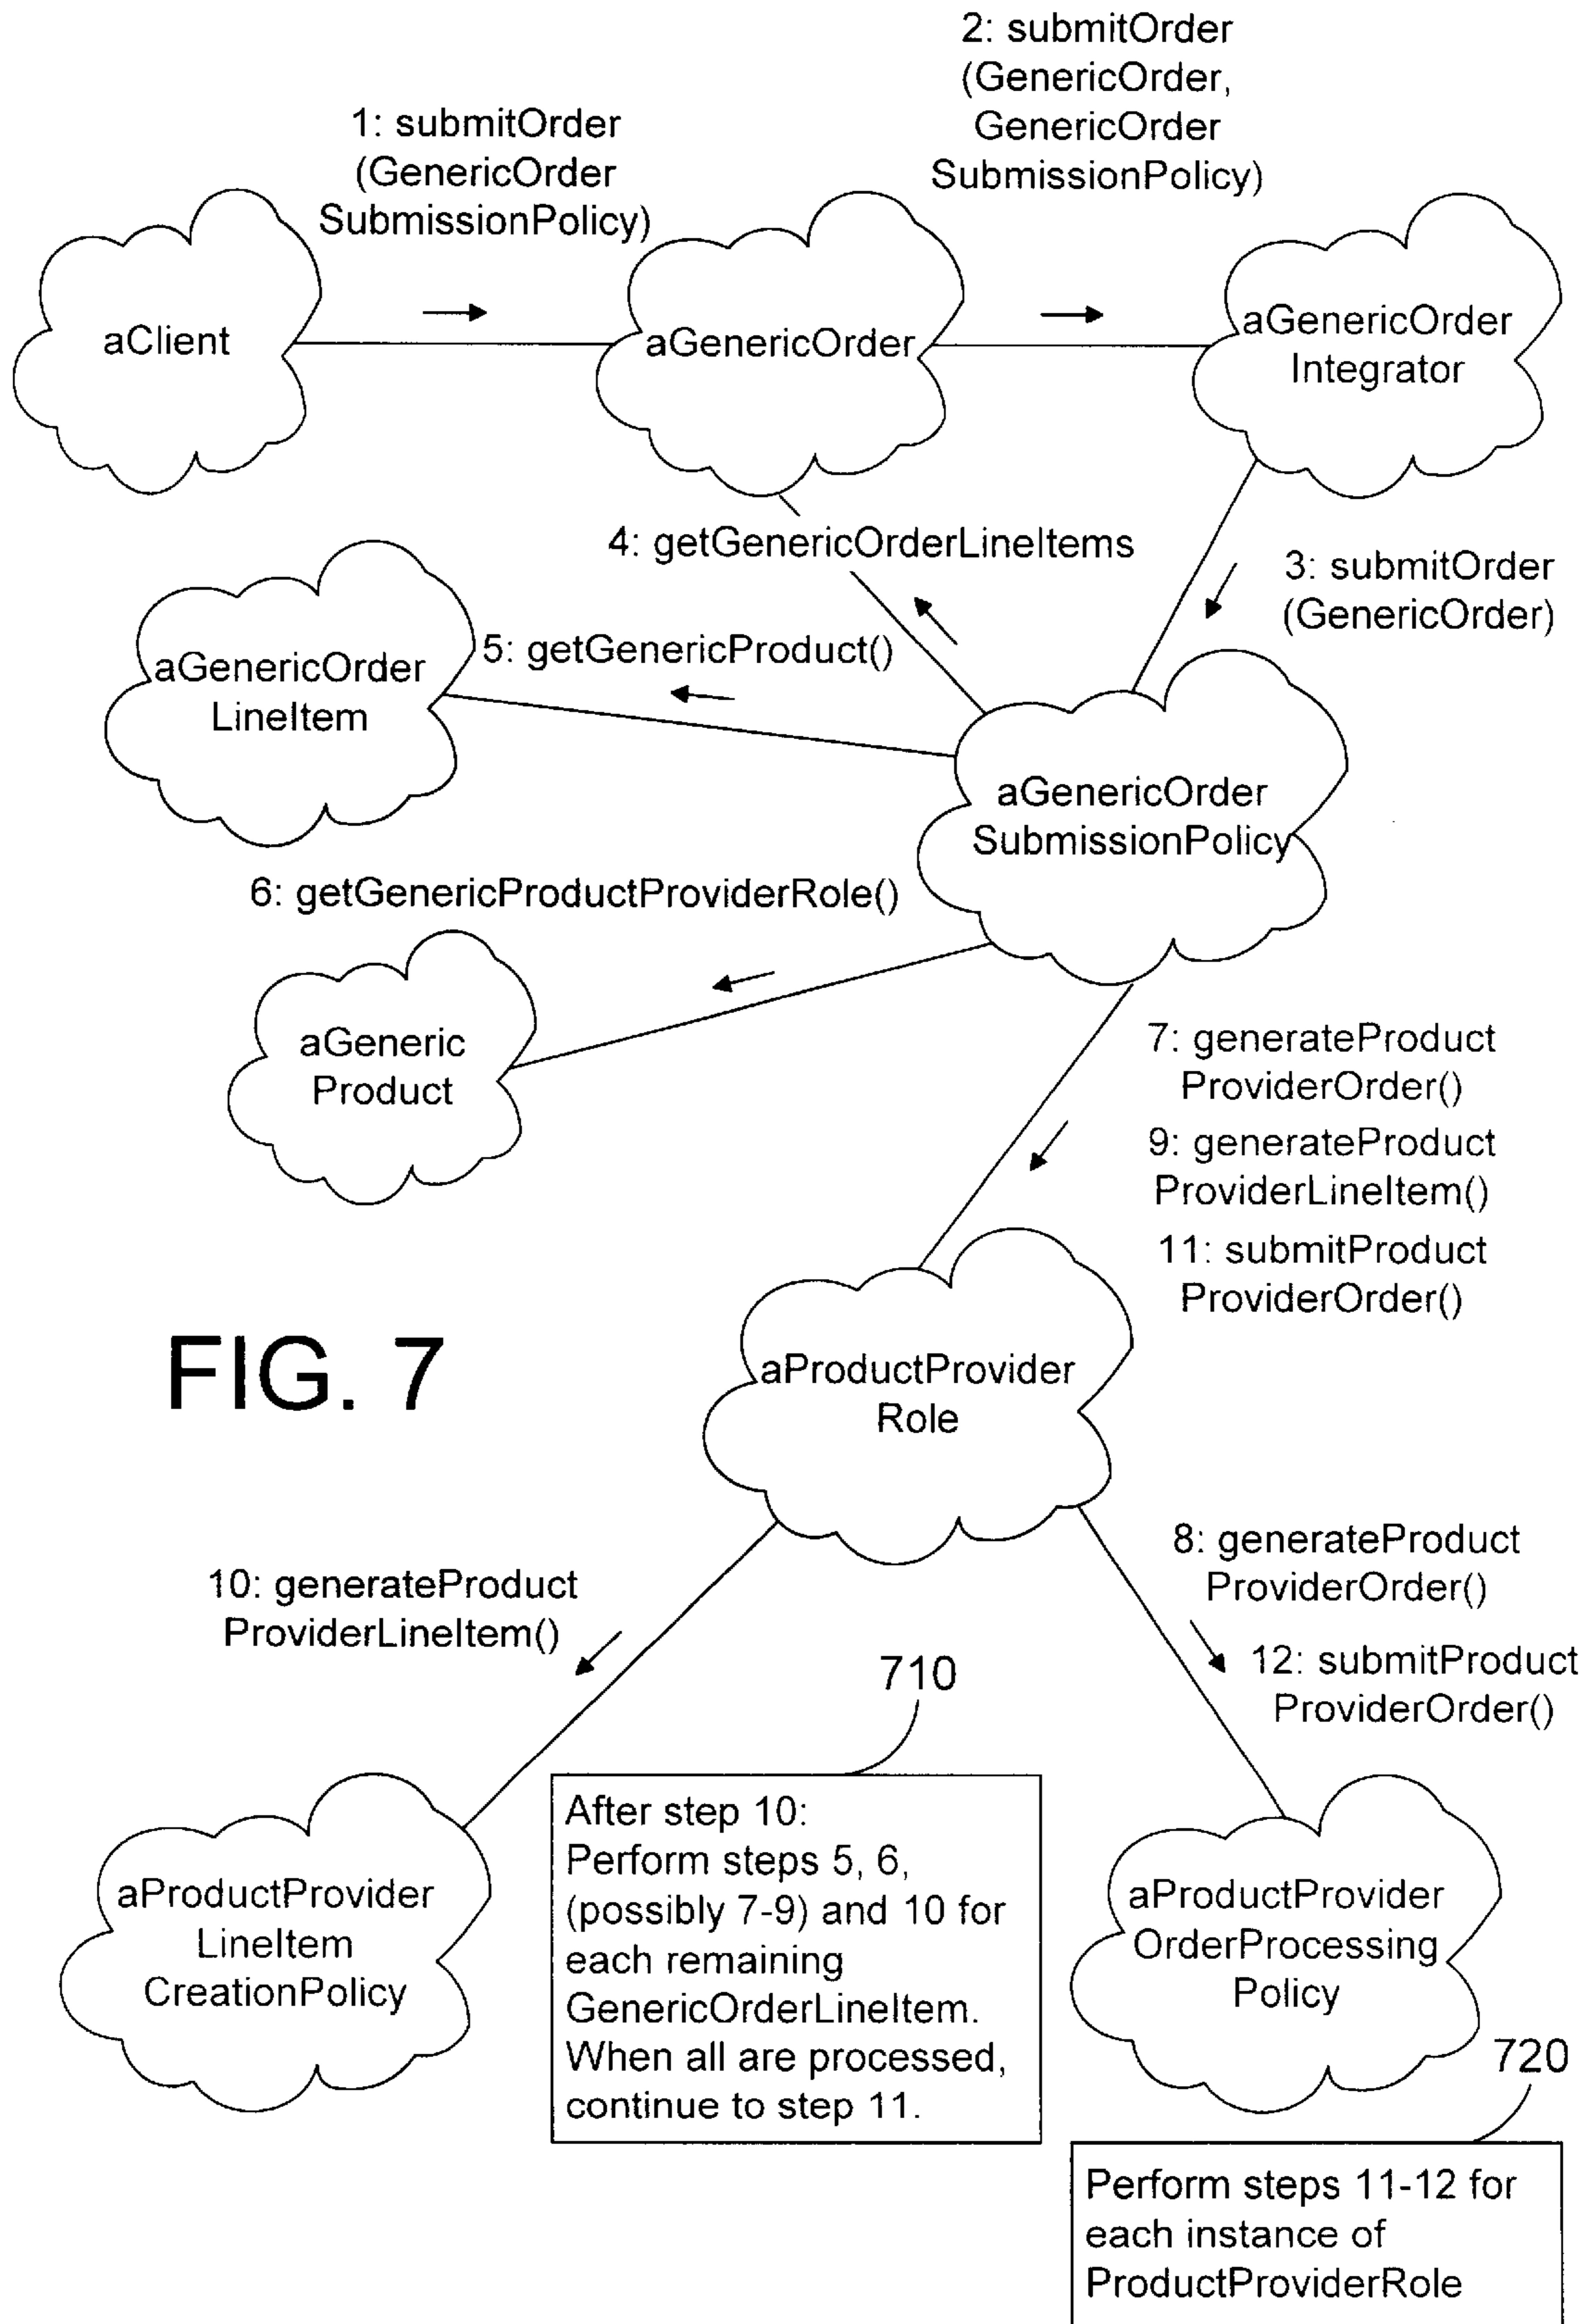 2: submitOrder
(GenericOrder,
GenericOrder
SubmissionPolicy)
1: submitOrder
(GenericOrder
SubmissionPolicy)
aClient
aGenericOrder
aGenericOrder
Integrator
4: getGenericOrderLineItems
3: submitOrder
(GenericOrder)
5: getGenericProduct()
aGenericOrder
LineItem
aGenericOrder
SubmissionPolicy
6: getGenericProductProviderRole()
aGeneric
Product
7: generateProduct
ProviderOrder()
9: generateProduct
ProviderLineItem()
11: submitProduct
ProviderOrder()
FIG. 7
aProductProvider
Role
8: generateProduct
ProviderOrder()
10: generateProduct
ProviderLineItem()
12: submitProduct
ProviderOrder()
710
After step 10:
Perform steps 5, 6,
(possibly 7-9) and 10 for
each remaining
GenericOrderLineItem.
When all are processed,
continue to step 11.
aProductProvider
LineItem
CreationPolicy
aProductProvider
OrderProcessing
Policy
720
Perform steps 11-12 for
each instance of
ProductProviderRole